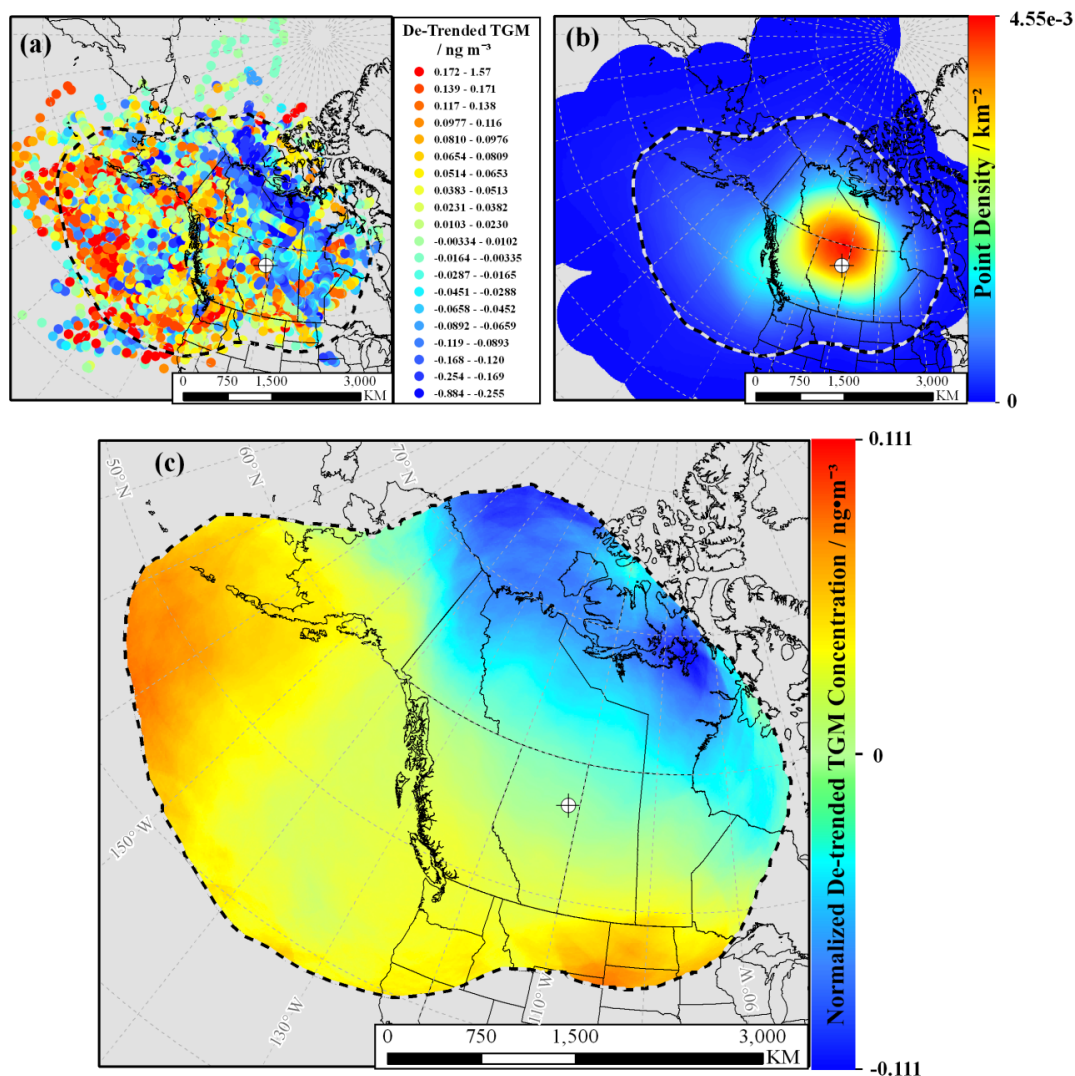 (a)
De-Trended TGM
/ ng m⁻³
0.172 - 1.57
0.139 - 0.171
0.117 - 0.138
0.0977 - 0.116
0.0810 - 0.0976
0.0654 - 0.0809
0.0514 - 0.0653
0.0383 - 0.0513
0.0231 - 0.0382
0.0103 - 0.0230
-0.00334 - 0.0102
-0.0164 - -0.00335
-0.0287 - -0.0165
-0.0451 - -0.0288
-0.0658 - -0.0452
-0.0892 - -0.0659
-0.119 - -0.0893
-0.168 - -0.120
-0.254 - -0.169
-0.884 - -0.255
0 750 1,500 3,000
KM
(b)
0 750 1,500 3,000
KM
4.55e-3
Point Density / km⁻²
0
(c)
50° N
60° N
70° N
150° W
130° W
110° W
90° W
0 750 1,500 3,000
KM
0.111
Normalized De-trended TGM Concentration / ng•m⁻³
0
-0.111